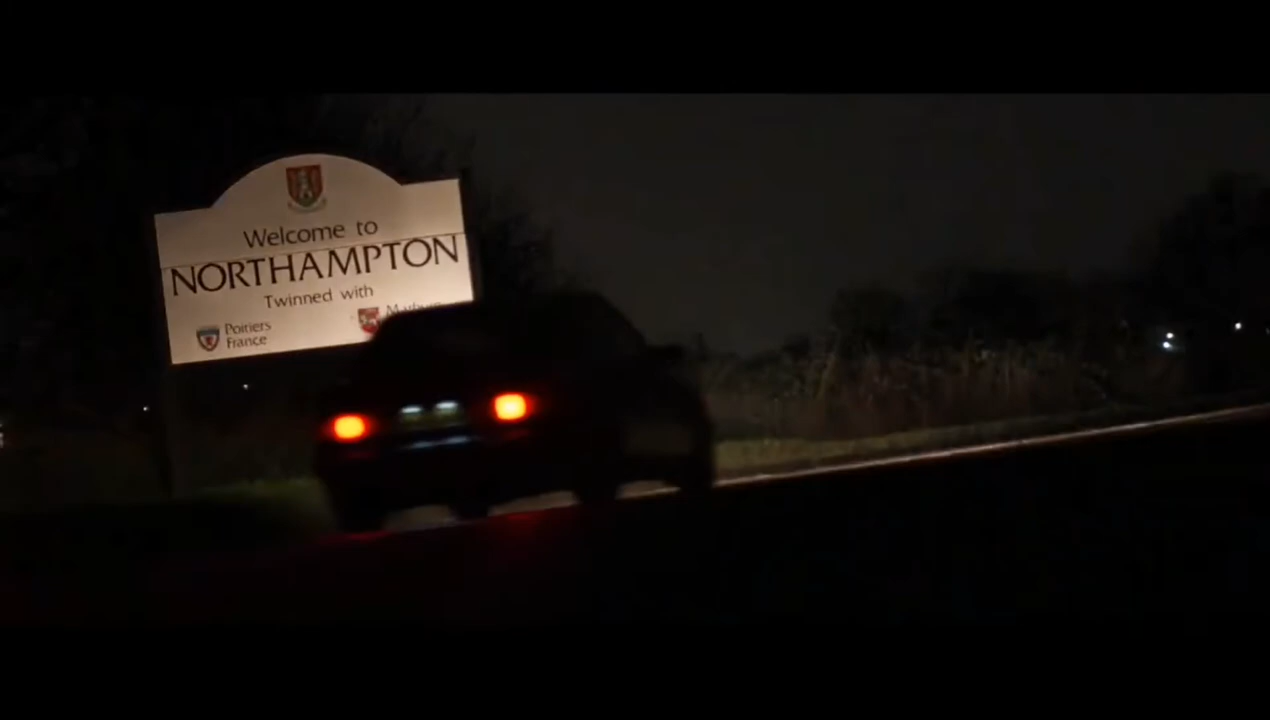 Welcome to
NORTHAMPTON
Twinned with
Poitiers
France